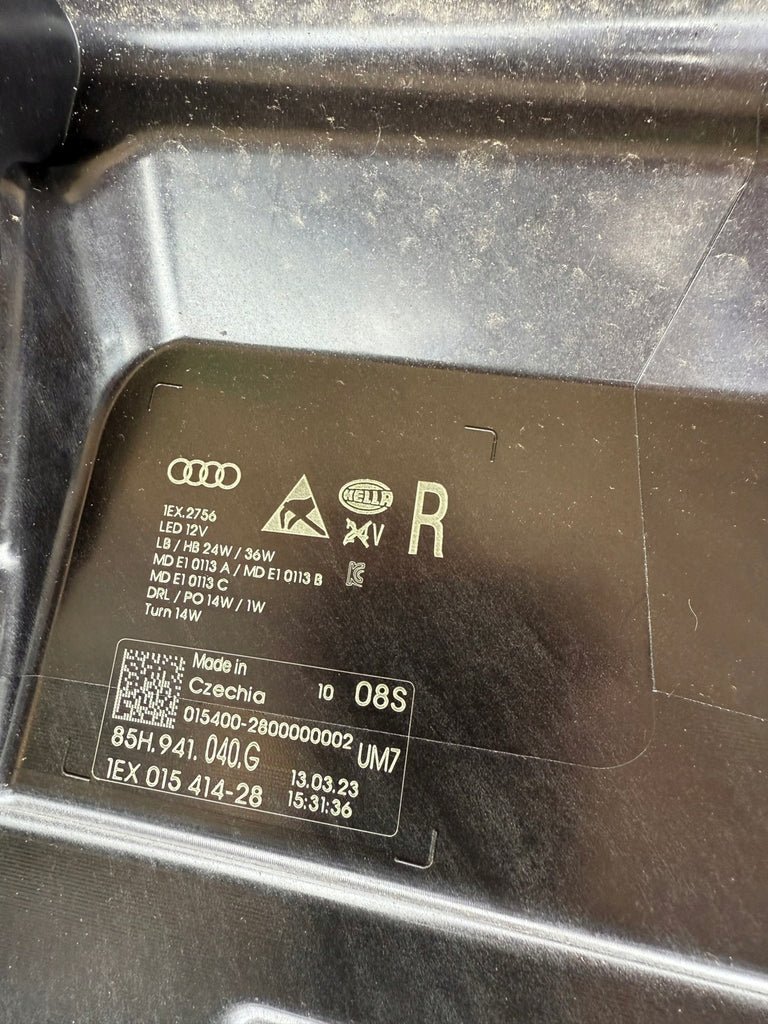 1EX.2756
LED 12V
LB / HB 24W / 36W
MD E1 0113 A / MD E1 0113 B
MD E1 0113 C
DRL / PO 14W / 1W
Turn 14W
HELLA
24V
R
Made in
Czechia
10 08S
015400-2800000002
85H.941.040.G UM7
1EX 015 414-28
13.03.23
15:31:36